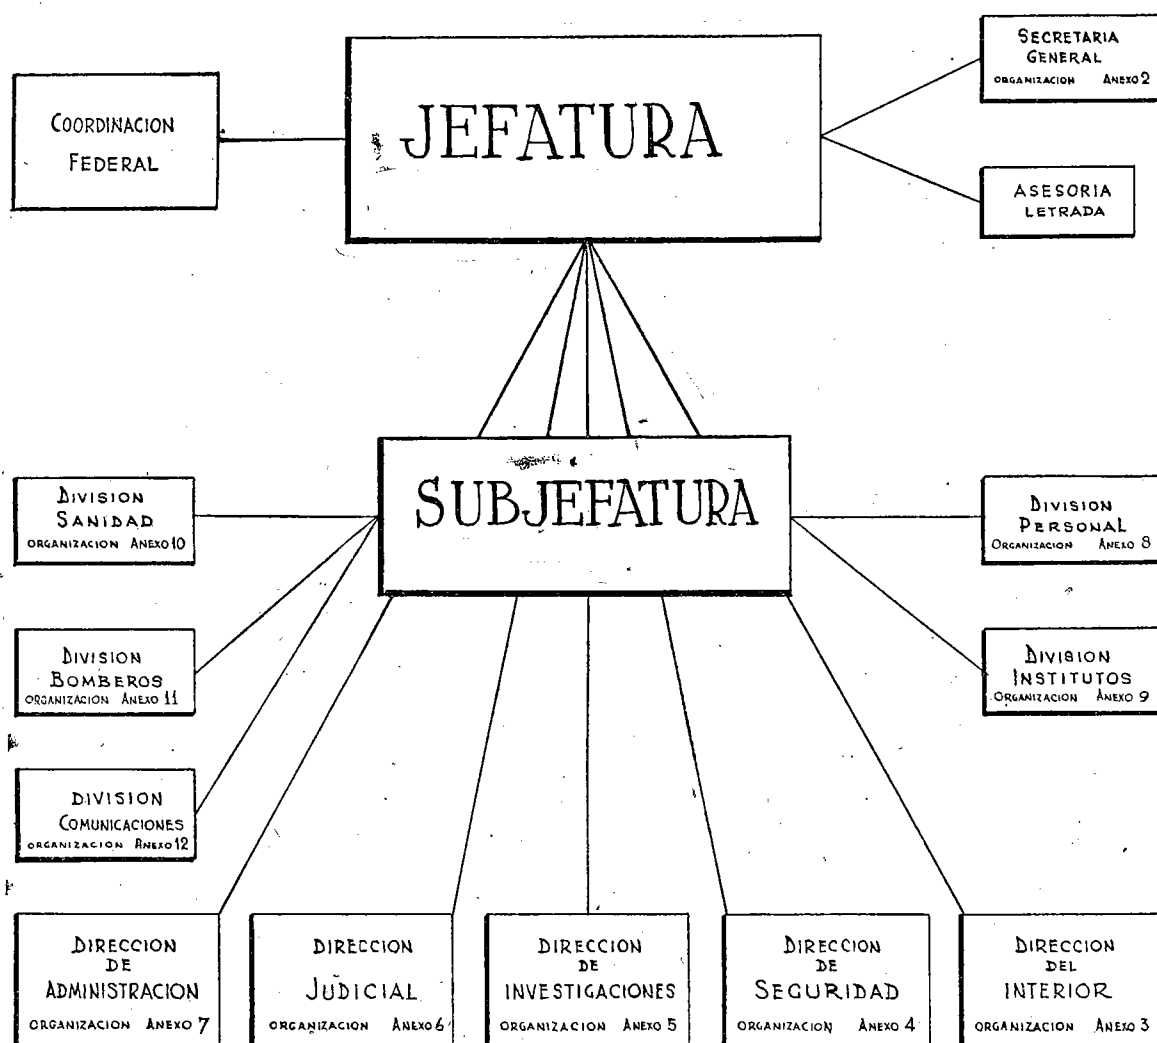 COORDINACION
FEDERAL
JEFATURA
SECRETARIA
GENERAL
ORGANIZACION ANEXO 2
ASESORIA
LETRADA
SUBJEFATURA
DIVISION
SANIDAD
ORGANIZACION ANEXO 10
DIVISION
PERSONAL
ORGANIZACION ANEXO 8
DIVISION
BOMBEROS
ORGANIZACION ANEXO 11
DIVISION
INSTITUTOS
ORGANIZACION ANEXO 9
DIVISION
COMUNICACIONES
ORGANIZACION ANEXO 12
DIRECCION
DE
ADMINISTRACION
ORGANIZACION ANEXO 7
DIRECCION
JUDICIAL
ORGANIZACION ANEXO 6
DIRECCION
DE
INVESTIGACIONES
ORGANIZACION ANEXO 5
DIRECCION
DE
SEGURIDAD
ORGANIZACION ANEXO 4
DIRECCION
DEL
INTERIOR
ORGANIZACION ANEXO 3